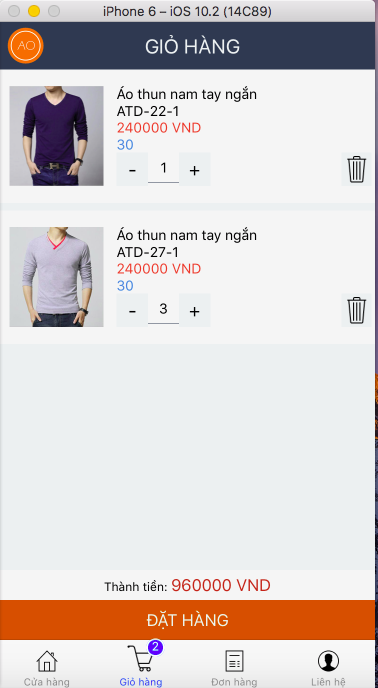 iPhone 6 – iOS 10.2 (14C89)
AO
GIỎ HÀNG
Áo thun nam tay ngắn
ATD-22-1
240000 VND
30
- 1 +
Áo thun nam tay ngắn
ATD-27-1
240000 VND
30
- 3 +
Thành tiền: 960000 VND
ĐẶT HÀNG
2
Cửa hàng Giỏ hàng Đơn hàng Liên hệ